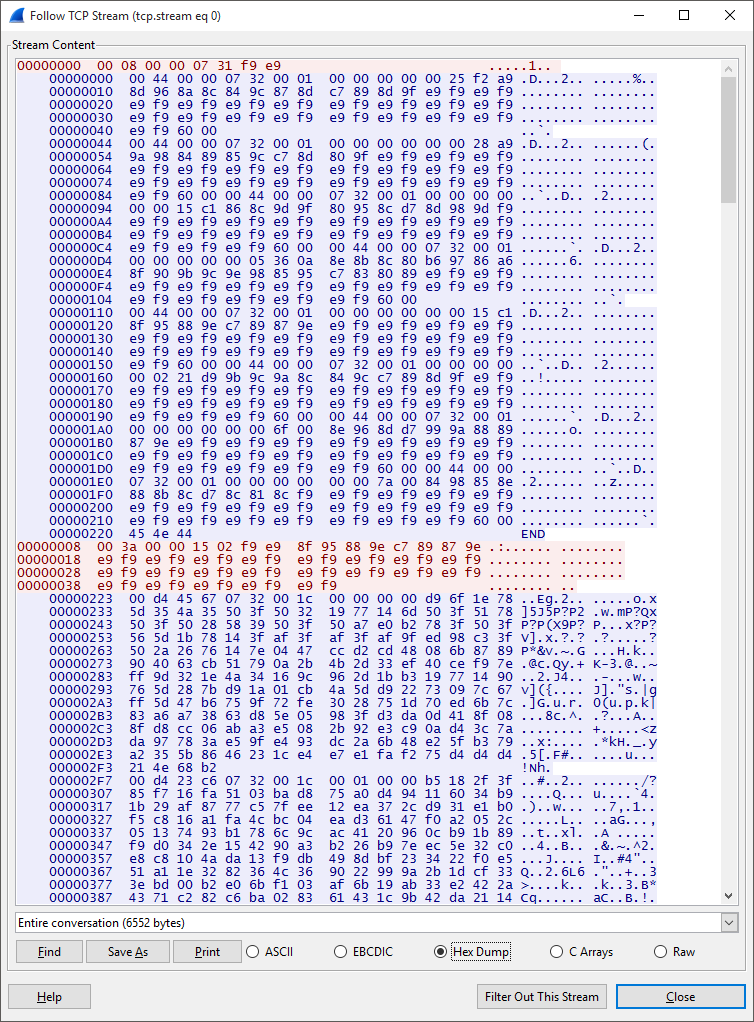 Follow TCP Stream (tcp.stream eq 0)
Stream Content
00000000 00 08 00 00 07 31 f9 e9 .....1..
00000000 00 44 00 00 07 32 00 01 00 00 00 00 00 25 f2 a9 .D...2.. .....%..
00000010 8d 96 8a 8c 84 9c 87 8d c7 89 8d 9f e9 f9 e9 f9 ........ ........
00000020 e9 f9 e9 f9 e9 f9 e9 f9 e9 f9 e9 f9 e9 f9 e9 f9 ........ ........
00000030 e9 f9 e9 f9 e9 f9 e9 f9 e9 f9 e9 f9 e9 f9 e9 f9 ........ ........
00000040 e9 f9 60 00 ..`.
00000044 00 44 00 00 07 32 00 01 00 00 00 00 00 00 28 a9 .D...2.. ......(.
00000054 9a 98 84 89 85 9c c7 8d 80 9f e9 f9 e9 f9 e9 f9 ........ ........
00000064 e9 f9 e9 f9 e9 f9 e9 f9 e9 f9 e9 f9 e9 f9 e9 f9 ........ ........
00000074 e9 f9 e9 f9 e9 f9 e9 f9 e9 f9 e9 f9 e9 f9 e9 f9 ........ ........
00000084 e9 f9 60 00 00 44 00 00 07 32 00 01 00 00 00 00 ..`..D.. .2......
00000094 00 00 15 c1 86 8c 9d 9f 80 95 8c d7 8d 98 9d f9 ........ ........
000000A4 e9 f9 e9 f9 e9 f9 e9 f9 e9 f9 e9 f9 e9 f9 e9 f9 ........ ........
000000B4 e9 f9 e9 f9 e9 f9 e9 f9 e9 f9 e9 f9 e9 f9 e9 f9 ........ ........
000000C4 e9 f9 e9 f9 e9 f9 60 00 00 44 00 00 07 32 00 01 ......`. .D...2..
000000D4 00 00 00 00 00 05 36 0a 8e 8b 8c 80 b6 97 86 a6 ......6. ........
000000E4 8f 90 9b 9c 9e 98 85 95 c7 83 80 89 e9 f9 e9 f9 ........ ........
000000F4 e9 f9 e9 f9 e9 f9 e9 f9 e9 f9 e9 f9 e9 f9 e9 f9 ........ ........
00000104 e9 f9 e9 f9 e9 f9 e9 f9 e9 f9 60 00 ........ ..`.
00000110 00 44 00 00 07 32 00 01 00 00 00 00 00 00 15 c1 .D...2.. ........
00000120 8f 95 88 9e c7 89 87 9e e9 f9 e9 f9 e9 f9 e9 f9 ........ ........
00000130 e9 f9 e9 f9 e9 f9 e9 f9 e9 f9 e9 f9 e9 f9 e9 f9 ........ ........
00000140 e9 f9 e9 f9 e9 f9 e9 f9 e9 f9 e9 f9 e9 f9 e9 f9 ........ ........
00000150 e9 f9 60 00 00 44 00 00 07 32 00 01 00 00 00 00 ..`..D.. .2......
00000160 00 00 21 d9 9b 9c 9a 8c 84 9c c7 89 8d 9f e9 f9 ..!..... ........
00000170 e9 f9 e9 f9 e9 f9 e9 f9 e9 f9 e9 f9 e9 f9 e9 f9 ........ ........
00000180 e9 f9 e9 f9 e9 f9 e9 f9 e9 f9 e9 f9 e9 f9 e9 f9 ........ ........
00000190 e9 f9 e9 f9 e9 f9 60 00 00 44 00 00 07 32 00 01 ......`. .D...2..
000001A0 00 00 00 00 00 00 6f 00 8e 96 8d d7 99 9a 88 89 ......o. ........
000001B0 87 9e e9 f9 e9 f9 e9 f9 e9 f9 e9 f9 e9 f9 e9 f9 ........ ........
000001C0 e9 f9 e9 f9 e9 f9 e9 f9 e9 f9 e9 f9 e9 f9 e9 f9 ........ ........
000001D0 e9 f9 e9 f9 e9 f9 e9 f9 e9 f9 60 00 00 44 00 00 ........ ..`..D..
000001E0 07 32 00 01 00 00 00 00 00 00 7a 00 84 98 85 8e .2...... ..z.....
000001F0 88 8b 8c d7 8c 81 8c f9 e9 f9 e9 f9 e9 f9 e9 f9 ........ ........
00000200 e9 f9 e9 f9 e9 f9 e9 f9 e9 f9 e9 f9 e9 f9 e9 f9 ........ ........
00000210 e9 f9 e9 f9 e9 f9 e9 f9 e9 f9 e9 f9 e9 f9 60 00 ........ ......`.
00000220 45 4e 44 END
00000008 00 3a 00 00 15 02 f9 e9 8f 95 88 9e c7 89 87 9e .:...... ........
00000018 e9 f9 e9 f9 e9 f9 e9 f9 e9 f9 e9 f9 e9 f9 e9 f9 ........ ........
00000028 e9 f9 e9 f9 e9 f9 e9 f9 e9 f9 e9 f9 e9 f9 e9 f9 ........ ........
00000038 e9 f9 e9 f9 e9 f9 e9 f9 e9 f9 e9 f9 ........ ....
00000223 00 d4 45 67 07 32 00 1c 00 00 00 00 d9 6f 1e 78 ..Eg.2.. .....o.x
00000233 5d 35 4a 35 50 3f 50 32 19 77 14 6d 50 3f 51 78 ]5J5P?P2 .w.mP?Qx
00000243 50 3f 50 28 58 39 50 3f 50 a7 e0 b2 78 3f 50 3f P?P(X9P? P...x?P?
00000253 56 5d 1b 78 14 3f af 3f af 3f af 9f ed 98 c3 3f V].x.?.? .?.....?
00000263 50 2a 26 76 14 7e 04 47 cc d2 cd 48 08 6b 87 89 P*&v.~.G ...H.k..
00000273 90 40 63 cb 51 79 0a 2b 4b 2d 33 ef 40 ce f9 7e .@c.Qy.+ K-3.@..~
00000283 ff 9d 32 1e 4a 34 16 9c 96 2d 1b b3 19 77 14 90 ..2.J4.. .-...w..
00000293 76 5d 28 7b d9 1a 01 cb 4a 5d d9 22 73 09 7c 67 v]({.... J]."s.|g
000002A3 ff 5d 47 b6 75 9f 72 fe 30 28 75 1d 70 ed 6b 7c .]G.u.r. 0(u.p.k|
000002B3 83 a6 a7 38 63 d8 5e 05 98 3f d3 da 0d 41 8f 08 ...8c.^. .?...A..
000002C3 8f d8 cc 06 ab a3 e5 08 2b 92 e3 c9 0a d4 3c 7a ........ +.....<z
000002D3 da 97 78 3a e5 9f e4 93 dc 2a 6b 48 e2 5f b3 79 ..x:.... .*kH._.y
000002E3 a2 35 5b 86 46 23 1c e4 e7 e1 fa f2 75 d4 d4 d4 .5[.F#.. ....u...
000002F3 21 4e 68 b2 !Nh.
000002F7 00 d4 23 c6 07 32 00 1c 00 01 00 00 b5 18 2f 3f ..#..2.. ....../?
00000307 85 f7 16 fa 51 03 ba d8 75 a0 d4 94 11 60 34 b9 ....Q... u....`4.
00000317 1b 29 af 87 77 c5 7f ee 12 ea 37 2c d9 31 e1 b0 .)..w... ..7,.1..
00000327 f5 c8 16 a1 fa 4c bc 04 ea d3 61 47 f0 a2 05 2c .....L.. ..aG...,
00000337 05 13 74 93 b1 78 6c 9c ac 41 20 96 0c b9 1b 89 ..t..xl. .A .....
00000347 f9 d0 34 2e 15 42 90 a3 b2 26 b9 7e ec 5e 32 c0 ..4..B.. .&.~.^2.
00000357 e8 c8 10 4a da 13 f9 db 49 8d bf 23 34 22 f0 e5 ...J.... I..#4"..
00000367 51 a1 1e 32 82 36 4c 36 90 22 99 9a 2b 1d cf 33 Q..2.6L6 ."..+..3
00000377 3e bd 00 b2 e0 6b f1 03 af 6b 19 ab 33 e2 42 2a >....k.. .k..3.B*
00000387 43 71 c2 82 c6 ba 02 83 61 43 1c 9b 42 da 21 14 Cq...... aC..B.!.
Entire conversation (6552 bytes)
Find Save As Print ASCII EBCDIC Hex Dump C Arrays Raw
Help Filter Out This Stream Close